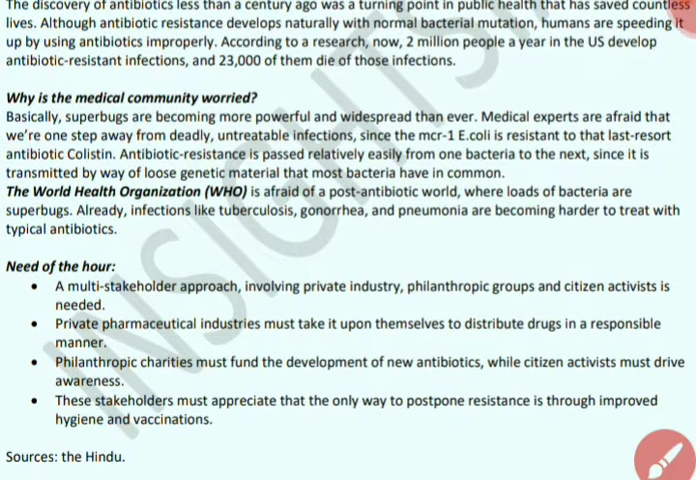 The discovery of antibiotics less than a century ago was a turning point in public health that has saved countless
lives. Although antibiotic resistance develops naturally with normal bacterial mutation, humans are speeding it
up by using antibiotics improperly. According to a research, now, 2 million people a year in the US develop
antibiotic-resistant infections, and 23,000 of them die of those infections.
Why is the medical community worried?
Basically, superbugs are becoming more powerful and widespread than ever. Medical experts are afraid that
we're one step away from deadly, untreatable infections, since the mcr-1 E.coli is resistant to that last-resort
antibiotic Colistin. Antibiotic-resistance is passed relatively easily from one bacteria to the next, since it is
transmitted by way of loose genetic material that most bacteria have in common.
The World Health Organization (WHO) is afraid of a post-antibiotic world, where loads of bacteria are
superbugs. Already, infections like tuberculosis, gonorrhea, and pneumonia are becoming harder to treat with
typical antibiotics.
Need of the hour:
• A multi-stakeholder approach, involving private industry, philanthropic groups and citizen activists is
needed.
• Private pharmaceutical industries must take it upon themselves to distribute drugs in a responsible
manner.
• Philanthropic charities must fund the development of new antibiotics, while citizen activists must drive
awareness.
• These stakeholders must appreciate that the only way to postpone resistance is through improved
hygiene and vaccinations.
Sources: the Hindu.
INSIGHTSI